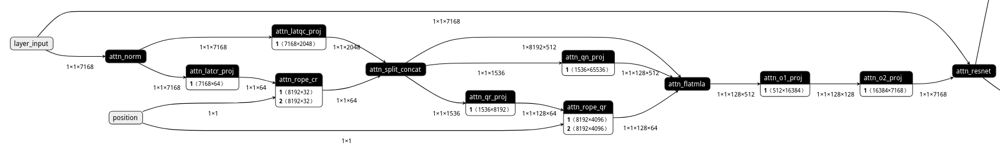 1×1×7168
layer_input
1×1×7168
attn_norm
1×1×7168
attn_latqc_proj
1 〈7168×2048〉
1×1×2048
1×1×7168
attn_latcr_proj
1 〈7168×64〉
1×1×64
attn_rope_cr
1 〈8192×32〉
2 〈8192×32〉
1×1×64
position
1×1
1×1
attn_split_concat
1×8192×512
1×1×1536
attn_qn_proj
1 〈1536×65536〉
1×1×128×512
1×1×1536
attn_qr_proj
1 〈1536×8192〉
1×1×128×64
attn_rope_qr
1 〈8192×4096〉
2 〈8192×4096〉
1×1×128×64
attn_flatmla
1×1×128×512
attn_o1_proj
1 〈512×16384〉
1×1×128×128
attn_o2_proj
1 〈16384×7168〉
1×1×7168
attn_resnet